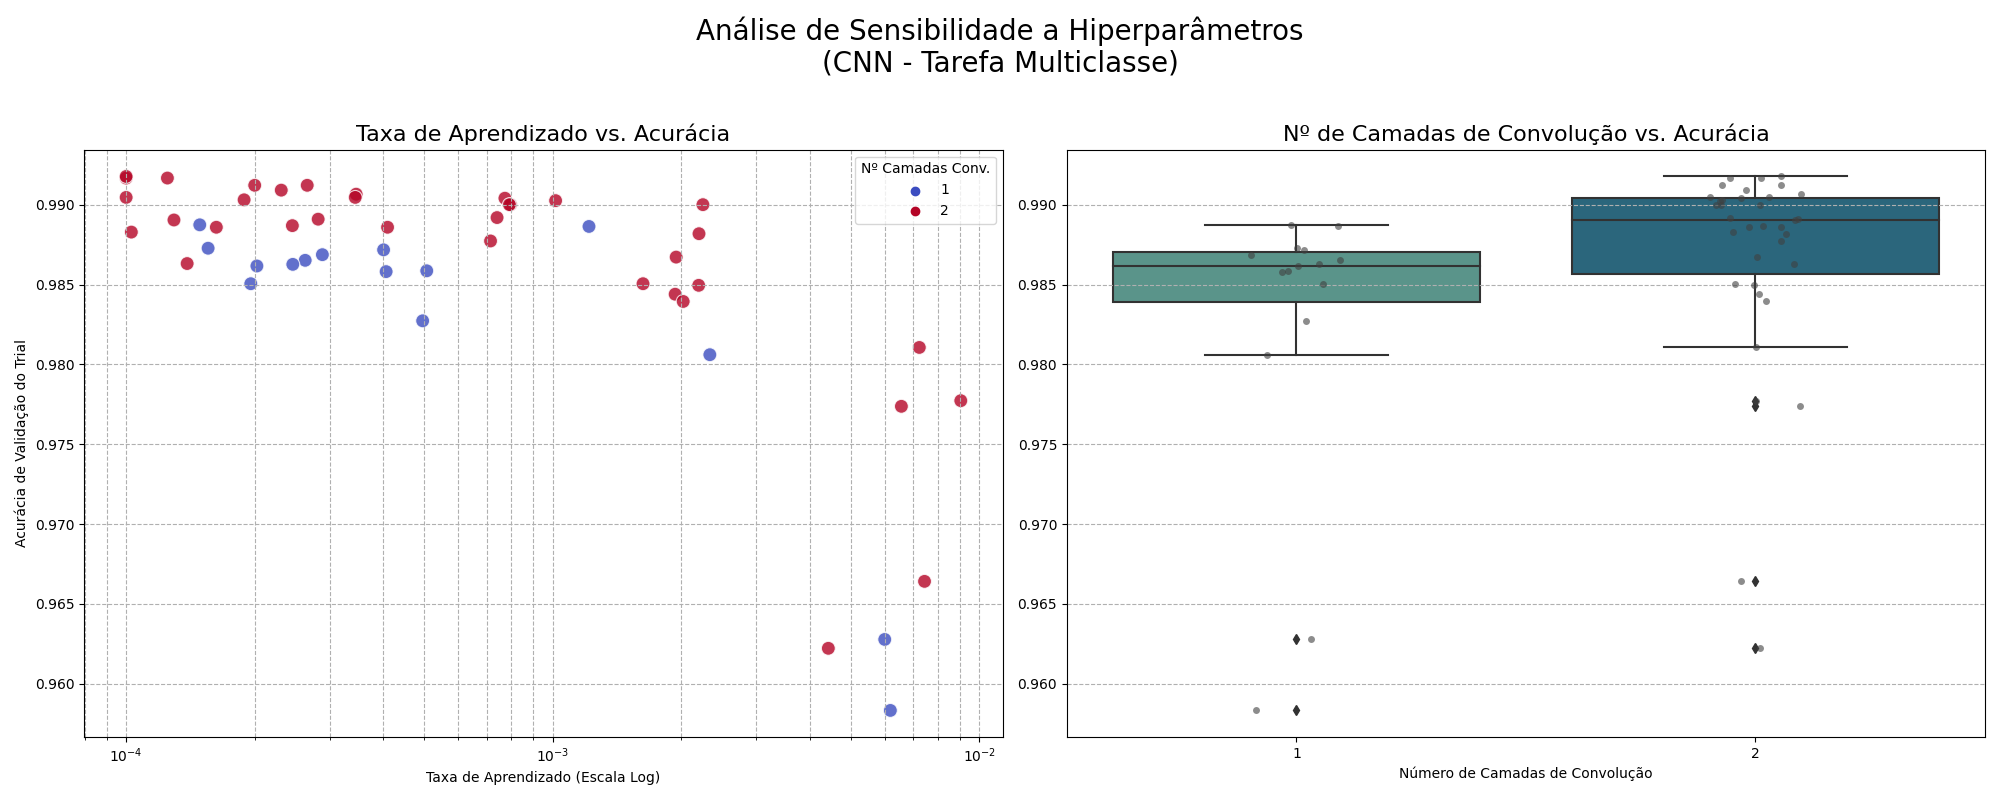 Análise de Sensibilidade a Hiperparâmetros
(CNN - Tarefa Multiclasse)
Taxa de Aprendizado vs. Acurácia
Acurácia de Validação do Trial
0.990
0.985
0.980
0.975
0.970
0.965
0.960
Nº Camadas Conv.
1
2
10⁻⁴
10⁻³
10⁻²
Taxa de Aprendizado (Escala Log)
Nº de Camadas de Convolução vs. Acurácia
0.990
0.985
0.980
0.975
0.970
0.965
0.960
1
2
Número de Camadas de Convolução